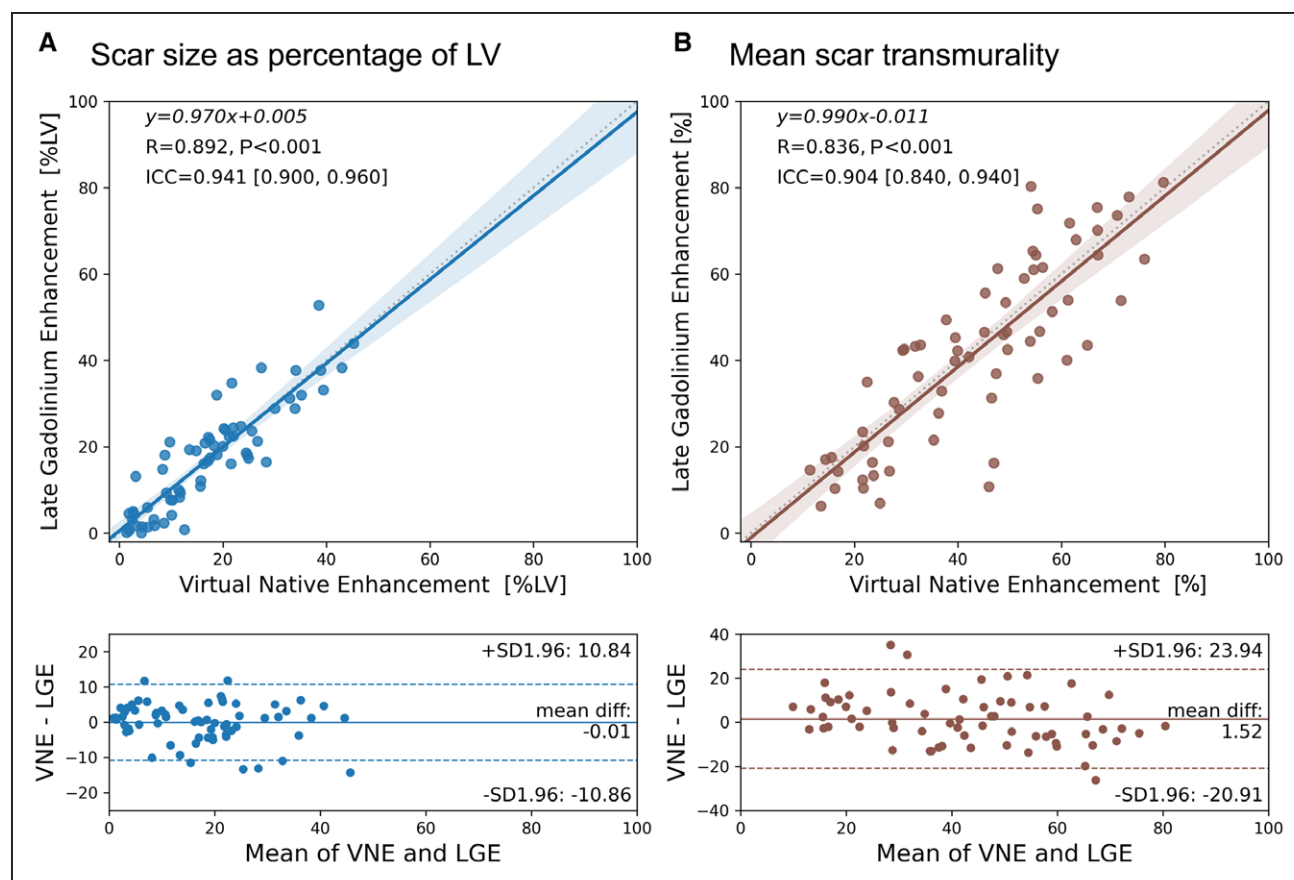 A Scar size as percentage of LV
y=0.970x+0.005
R=0.892, P<0.001
ICC=0.941 [0.900, 0.960]
Late Gadolinium Enhancement [%LV]
100
80
60
40
20
0
0 20 40 60 80 100
Virtual Native Enhancement [%LV]
B Mean scar transmurality
y=0.990x-0.011
R=0.836, P<0.001
ICC=0.904 [0.840, 0.940]
Late Gadolinium Enhancement [%]
100
80
60
40
20
0
0 20 40 60 80 100
Virtual Native Enhancement [%]
VNE - LGE
20
10
0
−10
−20
+SD1.96: 10.84
mean diff:
-0.01
-SD1.96: -10.86
0 20 40 60 80 100
Mean of VNE and LGE
VNE - LGE
40
20
0
−20
−40
+SD1.96: 23.94
mean diff:
1.52
-SD1.96: -20.91
0 20 40 60 80 100
Mean of VNE and LGE